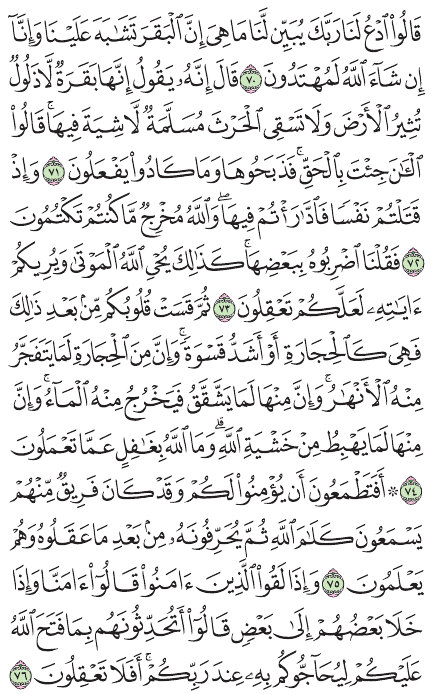 قَالُوا۟ ٱدْعُ لَنَا رَبَّكَ يُبَيِّن لَّنَا مَا هِىَ إِنَّ ٱلْبَقَرَ تَشَـٰبَهَ عَلَيْنَا وَإِنَّآ
إِن شَآءَ ٱللَّهُ لَمُهْتَدُونَ ٧٠ قَالَ إِنَّهُۥ يَقُولُ إِنَّهَا بَقَرَةٌ لَّا ذَلُولٌ
تُثِيرُ ٱلْأَرْضَ وَلَا تَسْقِى ٱلْحَرْثَ مُسَلَّمَةٌ لَّا شِيَةَ فِيهَا ۚ قَالُوا۟
ٱلْـَٔـٰنَ جِئْتَ بِٱلْحَقِّ ۚ فَذَبَحُوهَا وَمَا كَادُوا۟ يَفْعَلُونَ ٧١ وَإِذْ
قَتَلْتُمْ نَفْسًا فَٱدَّٰرَْٰٔتُمْ فِيهَا ۖ وَٱللَّهُ مُخْرِجٌ مَّا كُنتُمْ تَكْتُمُونَ
٧٢ فَقُلْنَا ٱضْرِبُوهُ بِبَعْضِهَا ۚ كَذَٰلِكَ يُحْىِ ٱللَّهُ ٱلْمَوْتَىٰ وَيُرِيكُمْ
ءَايَـٰتِهِۦ لَعَلَّكُمْ تَعْقِلُونَ ٧٣ ثُمَّ قَسَتْ قُلُوبُكُم مِّنۢ بَعْدِ ذَٰلِكَ
فَهِىَ كَٱلْحِجَارَةِ أَوْ أَشَدُّ قَسْوَةً ۚ وَإِنَّ مِنَ ٱلْحِجَارَةِ لَمَا يَتَفَجَّرُ
مِنْهُ ٱلْأَنْهَـٰرُ ۚ وَإِنَّ مِنْهَا لَمَا يَشَّقَّقُ فَيَخْرُجُ مِنْهُ ٱلْمَآءُ ۚ وَإِنَّ
مِنْهَا لَمَا يَهْبِطُ مِنْ خَشْيَةِ ٱللَّهِ ۗ وَمَا ٱللَّهُ بِغَـٰفِلٍ عَمَّا تَعْمَلُونَ
٧٤ ۞ أَفَتَطْمَعُونَ أَن يُؤْمِنُوا۟ لَكُمْ وَقَدْ كَانَ فَرِيقٌ مِّنْهُمْ
يَسْمَعُونَ كَلَـٰمَ ٱللَّهِ ثُمَّ يُحَرِّفُونَهُۥ مِنۢ بَعْدِ مَا عَقَلُوهُ وَهُمْ
يَعْلَمُونَ ٧٥ وَإِذَا لَقُوا۟ ٱلَّذِينَ ءَامَنُوا۟ قَالُوٓا۟ ءَامَنَّا وَإِذَا
خَلَا بَعْضُهُمْ إِلَىٰ بَعْضٍ قَالُوٓا۟ أَتُحَدِّثُونَهُم بِمَا فَتَحَ ٱللَّهُ
عَلَيْكُمْ لِيُحَآجُّوكُم بِهِۦ عِندَ رَبِّكُمْ ۚ أَفَلَا تَعْقِلُونَ ٧٦